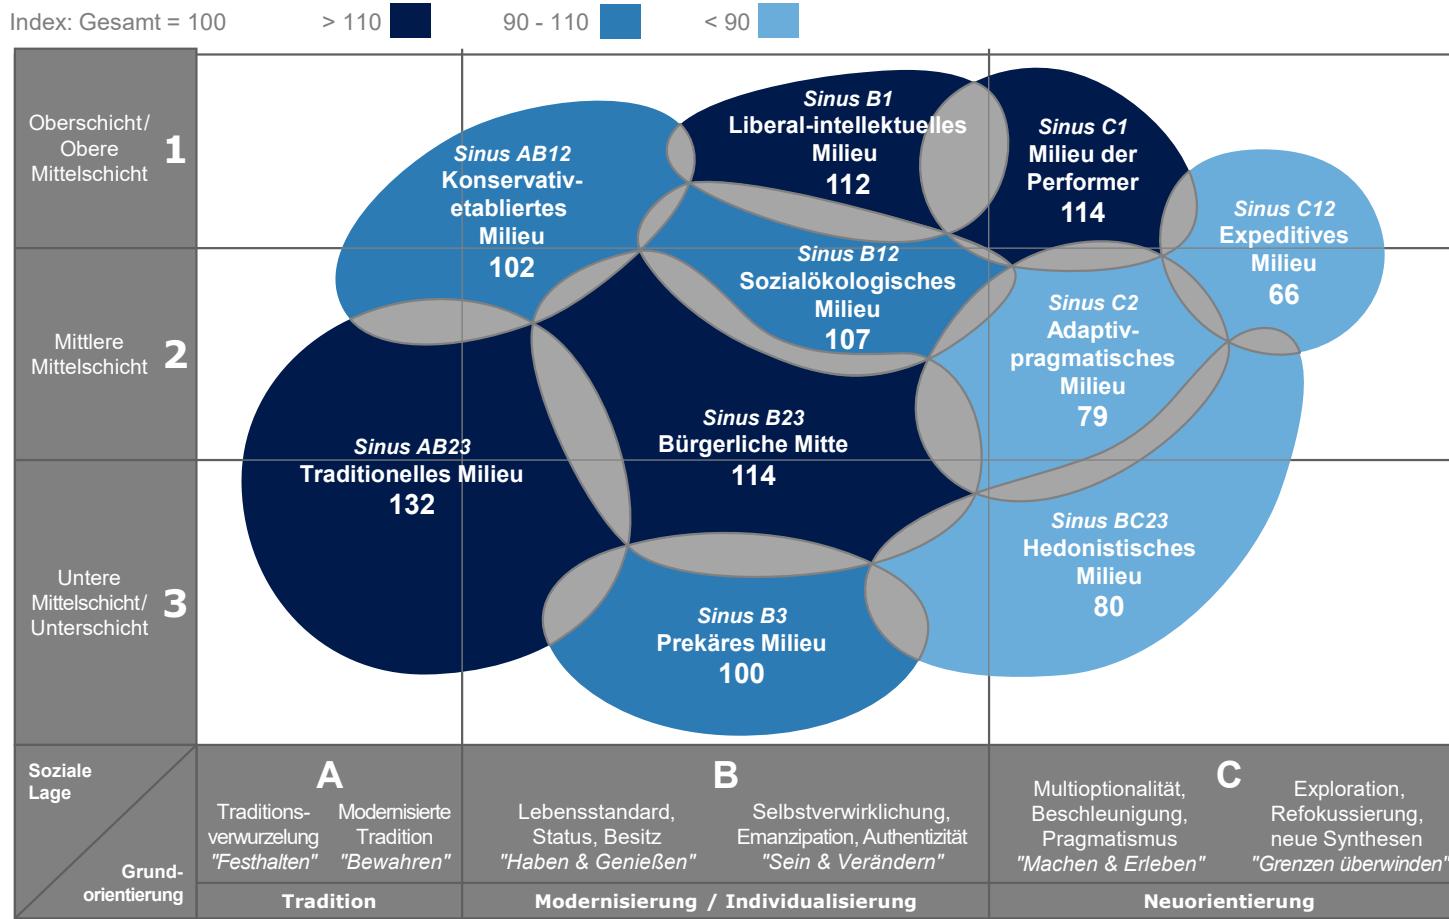 Index: Gesamt = 100
> 110
90 - 110
< 90
Oberschicht/
Obere
Mittelschicht
1
Mittlere
Mittelschicht
2
Untere
Mittelschicht/
Unterschicht
3
Sinus AB12
Konservativ-
etabliertes
Milieu
102
Sinus B1
Liberal-intellektuelles
Milieu
112
Sinus C1
Milieu der
Performer
114
Sinus C12
Expeditives
Milieu
66
Sinus B12
Sozialökologisches
Milieu
107
Sinus C2
Adaptiv-
pragmatisches
Milieu
79
Sinus AB23
Traditionelles Milieu
132
Sinus B23
Bürgerliche Mitte
114
Sinus BC23
Hedonistisches
Milieu
80
Sinus B3
Prekäres Milieu
100
Soziale
Lage
Grund-
orientierung
A
Traditions-
verwurzelung
"Festhalten"
Modernisierte
Tradition
"Bewahren"
B
Lebensstandard,
Status, Besitz
"Haben & Genießen"
Selbstverwirklichung,
Emanzipation, Authentizität
"Sein & Verändern"
C
Multioptionalität,
Beschleunigung,
Pragmatismus
"Machen & Erleben"
Exploration,
Refokussierung,
neue Synthesen
"Grenzen überwinden"
Tradition
Modernisierung / Individualisierung
Neuorientierung